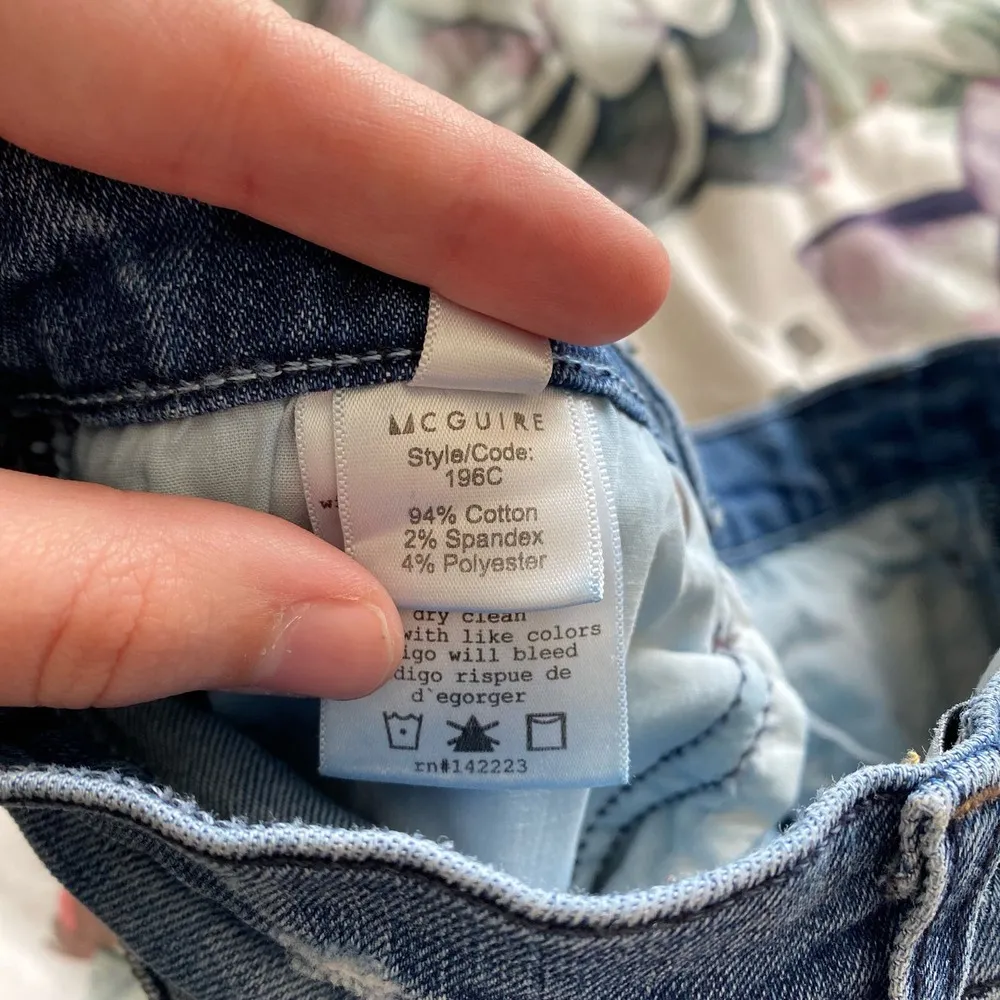 MCGUIRE
Style/Code:
196C
94% Cotton
2% Spandex
4% Polyester
dry clean
with like colors
igo will bleed
digo rispue de
d`egorger
rn#142223